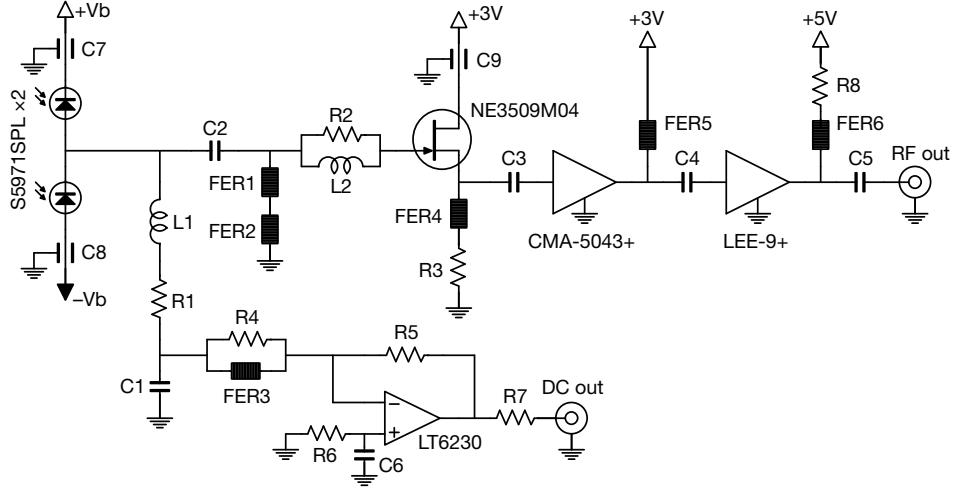 +Vb
+3V
+3V
+5V
C7
C9
R8
S5971SPL ×2
NE3509M04
C2
R2
FER5
FER6
FER1
L2
C3
C4
C5
RF out
L1
FER2
FER4
C8
CMA-5043+
LEE-9+
R3
–Vb
R1
R4
R5
C1
FER3
R7
DC out
−
+
LT6230
R6
C6